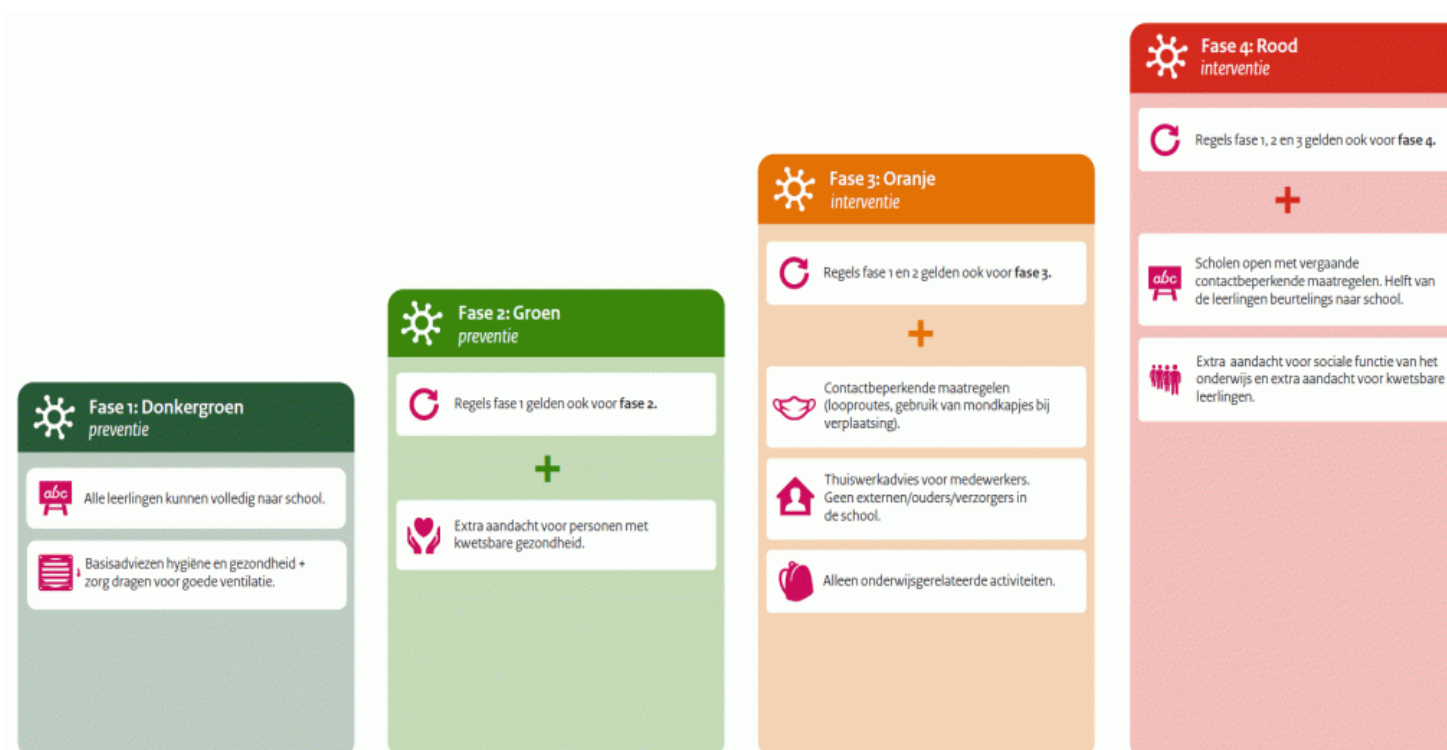 Fase 1: Donkergroen
preventie
abc
Alle leerlingen kunnen volledig naar school.
Basisadviezen hygiëne en gezondheid +
zorg dragen voor goede ventilatie.
Fase 2: Groen
preventie
Regels fase 1 gelden ook voor fase 2.
+
Extra aandacht voor personen met
kwetsbare gezondheid.
Fase 3: Oranje
interventie
Regels fase 1 en 2 gelden ook voor fase 3.
+
Contactbeperkende maatregelen
(looproutes, gebruik van mondkapjes bij
verplaatsing).
Thuiswerkadvies voor medewerkers.
Geen externen/ouders/verzorgers in
de school.
Alleen onderwijsgerelateerde activiteiten.
Fase 4: Rood
interventie
Regels fase 1, 2 en 3 gelden ook voor fase 4.
+
abc
Scholen open met vergaande
contactbeperkende maatregelen. Helft van
de leerlingen beurtelings naar school.
Extra aandacht voor sociale functie van het
onderwijs en extra aandacht voor kwetsbare
leerlingen.